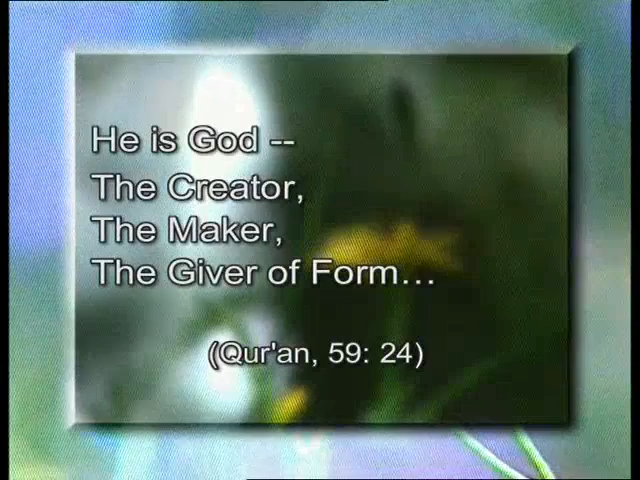 He is God --
The Creator,
The Maker,
The Giver of Form…
(Qur'an, 59: 24)